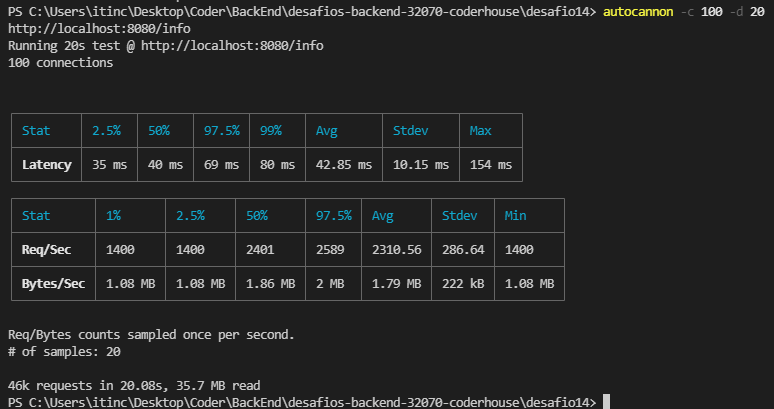 PS C:\Users\itinc\Desktop\Coder\BackEnd\desafios-backend-32070-coderhouse\desafio14> autocannon -c 100 -d 20
http://localhost:8080/info
Running 20s test @ http://localhost:8080/info
100 connections
Stat 2.5% 50% 97.5% 99% Avg Stdev Max
Latency 35 ms 40 ms 69 ms 80 ms 42.85 ms 10.15 ms 154 ms
Stat 1% 2.5% 50% 97.5% Avg Stdev Min
Req/Sec 1400 1400 2401 2589 2310.56 286.64 1400
Bytes/Sec 1.08 MB 1.08 MB 1.86 MB 2 MB 1.79 MB 222 kB 1.08 MB
Req/Bytes counts sampled once per second.
# of samples: 20
46k requests in 20.08s, 35.7 MB read
PS C:\Users\itinc\Desktop\Coder\BackEnd\desafios-backend-32070-coderhouse\desafio14>